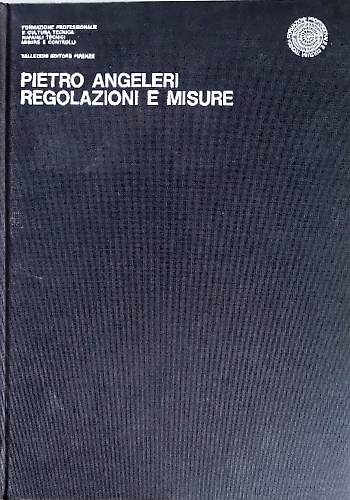 FORMAZIONE PROFESSIONALE
E CULTURA TECNICA
MANUALI TECNICI
MISURE E CONTROLLI
VALLECCHI EDITORE FIRENZE
PIETRO ANGELERI
REGOLAZIONI E MISURE